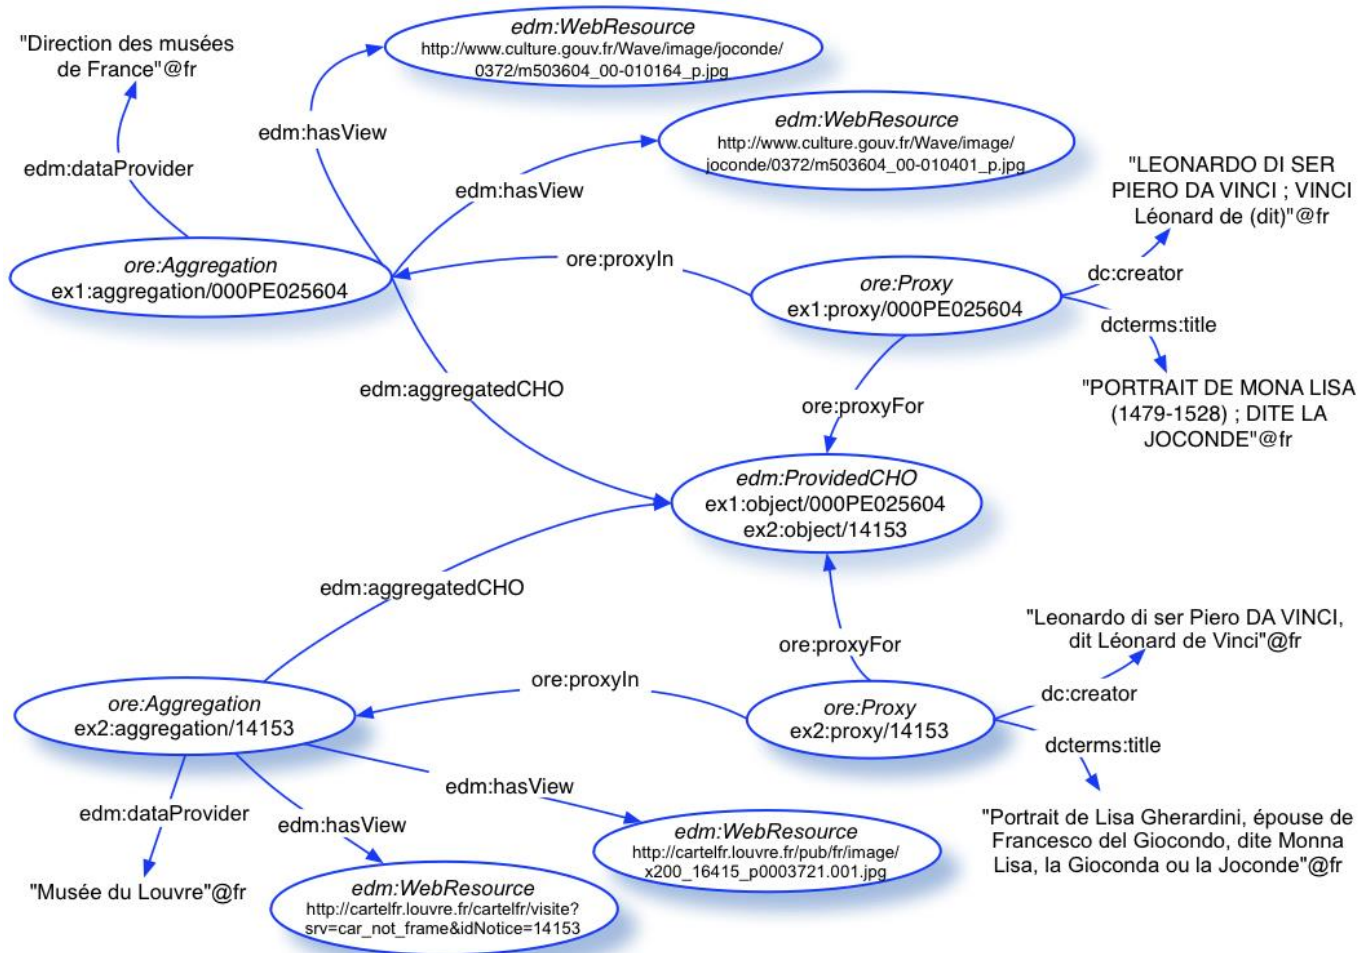 edm:WebResource
http://www.culture.gouv.fr/Wave/image/joconde/
0372/m503604_00-010164_p.jpg
"Direction des musées
de France"@fr
edm:hasView
edm:dataProvider
edm:WebResource
http://www.culture.gouv.fr/Wave/image/
joconde/0372/m503604_00-010401_p.jpg
edm:hasView
"LEONARDO DI SER
PIERO DA VINCI ; VINCI
Léonard de (dit)"@fr
ore:Aggregation
ex1:aggregation/000PE025604
ore:proxyIn
ore:Proxy
ex1:proxy/000PE025604
dc:creator
dcterms:title
edm:aggregatedCHO
ore:proxyFor
"PORTRAIT DE MONA LISA
(1479-1528) ; DITE LA
JOCONDE"@fr
edm:ProvidedCHO
ex1:object/000PE025604
ex2:object/14153
edm:aggregatedCHO
ore:proxyFor
"Leonardo di ser Piero DA VINCI,
dit Léonard de Vinci"@fr
ore:Aggregation
ex2:aggregation/14153
ore:proxyIn
ore:Proxy
ex2:proxy/14153
dc:creator
dcterms:title
edm:dataProvider
edm:hasView
edm:hasView
"Musée du Louvre"@fr
edm:WebResource
http://cartelfr.louvre.fr/cartelfr/visite?
srv=car_not_frame&idNotice=14153
edm:WebResource
http://cartelfr.louvre.fr/pub/fr/image/
x200_16415_p0003721.001.jpg
"Portrait de Lisa Gherardini, épouse de
Francesco del Giocondo, dite Monna
Lisa, la Gioconda ou la Joconde"@fr